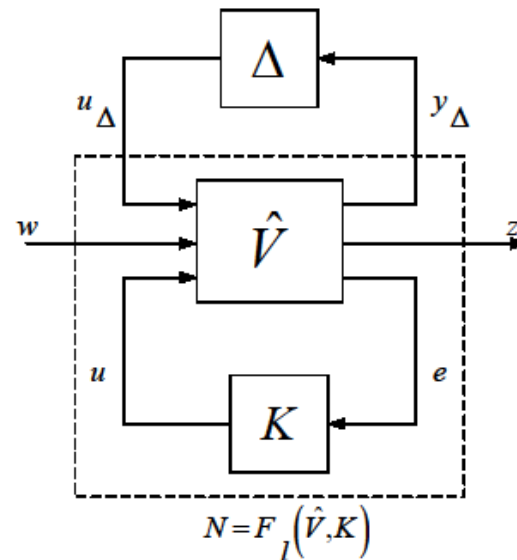 Δ
u_Δ y_Δ
w V̂ z
u e
K
N = F_l(V̂, K)